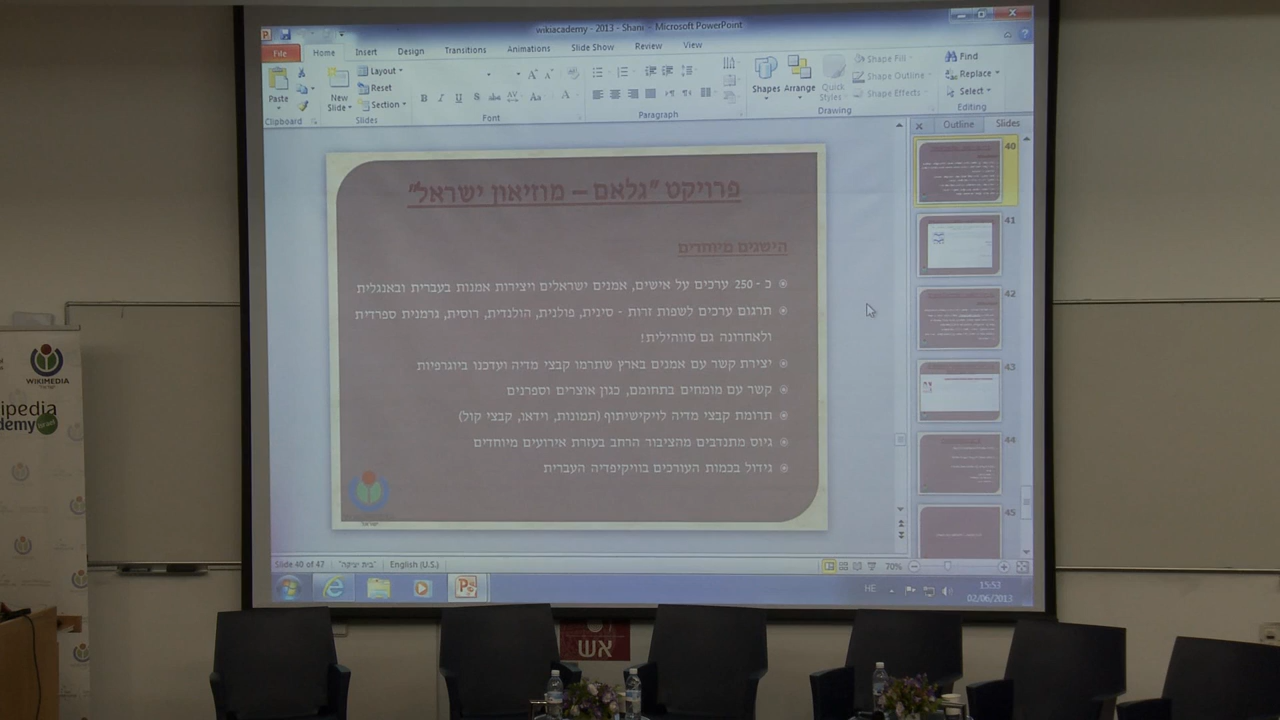 wikiacademy - 2013 - Shani - Microsoft PowerPoint
File Home Insert Design Transitions Animations Slide Show Review View
Paste
Clipboard
New Slide
Layout
Reset
Section
Slides
B I U S abc AV Aa A
Font
Paragraph
Shapes Arrange Quick Styles
Shape Fill
Shape Outline
Shape Effects
Drawing
Find
Replace
Select
Editing
Outline Slides
40
41
42
43
44
45
פרויקט "גלאם – מוזיאון ישראל"
הישגים מיוחדים
כ - 250 ערכים על אישים, אמנים ישראלים ויצירות אמנות בעברית ובאנגלית
תרגום ערכים לשפות זרות - סינית, פולנית, הולנדית, רוסית, גרמנית ספרדית
ולאחרונה גם סווהילית!
יצירת קשר עם אמנים בארץ שתרמו קבצי מדיה ועדכנו ביוגרפיות
קשר עם מומחים בתחומם, כגון אוצרים וספרנים
תרומת קבצי מדיה לויקישיתוף (תמונות, וידאו, קבצי קול)
גיוס מתנדבים מהציבור הרחב בעזרת אירועים מיוחדים
גידול בכמות העורכים בוויקיפדיה העברית
Slide 40 of 47 English (U.S.) 70%
HE 15:53
02/06/2013
WIKIMEDIA
ipedia
demy
אש